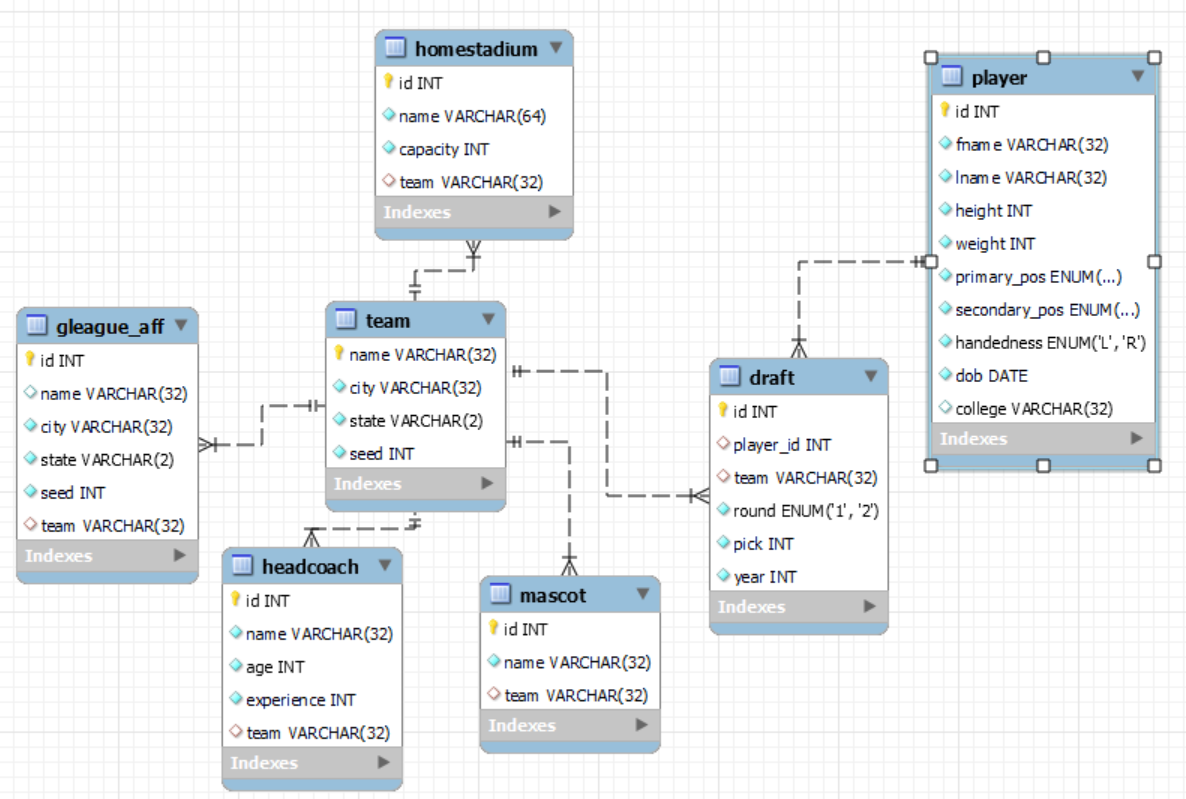 homestadium
id INT
name VARCHAR(64)
capacity INT
team VARCHAR(32)
Indexes
player
id INT
fname VARCHAR(32)
lname VARCHAR(32)
height INT
weight INT
primary_pos ENUM(...)
secondary_pos ENUM(...)
handedness ENUM('L', 'R')
dob DATE
college VARCHAR(32)
Indexes
gleague_aff
id INT
name VARCHAR(32)
city VARCHAR(32)
state VARCHAR(2)
seed INT
team VARCHAR(32)
Indexes
team
name VARCHAR(32)
city VARCHAR(32)
state VARCHAR(2)
seed INT
Indexes
draft
id INT
player_id INT
team VARCHAR(32)
round ENUM('1', '2')
pick INT
year INT
Indexes
headcoach
id INT
name VARCHAR(32)
age INT
experience INT
team VARCHAR(32)
Indexes
mascot
id INT
name VARCHAR(32)
team VARCHAR(32)
Indexes